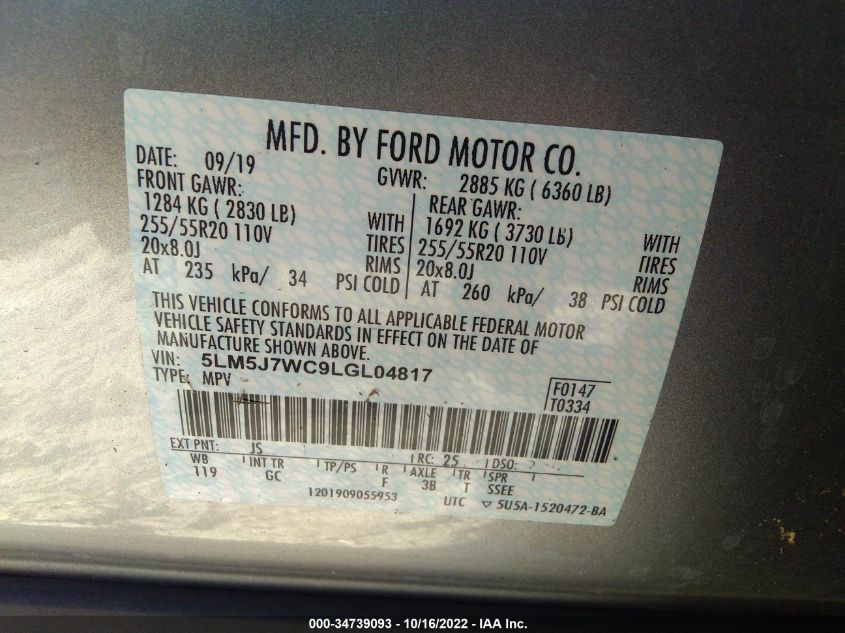 MFD. BY FORD MOTOR CO.
DATE: 09/19 GVWR: 2885 KG ( 6360 LB)
FRONT GAWR: REAR GAWR:
1284 KG ( 2830 LB) WITH 1692 KG ( 3730 LB) WITH
255/55R20 110V TIRES 255/55R20 110V TIRES
20x8.0J RIMS 20x8.0J RIMS
AT 235 kPa/ 34 PSI COLD AT 260 kPa/ 38 PSI COLD
THIS VEHICLE CONFORMS TO ALL APPLICABLE FEDERAL MOTOR
VEHICLE SAFETY STANDARDS IN EFFECT ON THE DATE OF
MANUFACTURE SHOWN ABOVE.
VIN: 5LM5J7WC9LGL04817
TYPE: MPV F0147
T0334
EXT PNT: JS RC: 25 DSO:
WB INT TR TP/PS R AXLE TR SPR
119 GC F 3B T SSEE
1201909055953 UTC ▽ 5U5A-1520472-BA
000-34739093 - 10/16/2022 - IAA Inc.